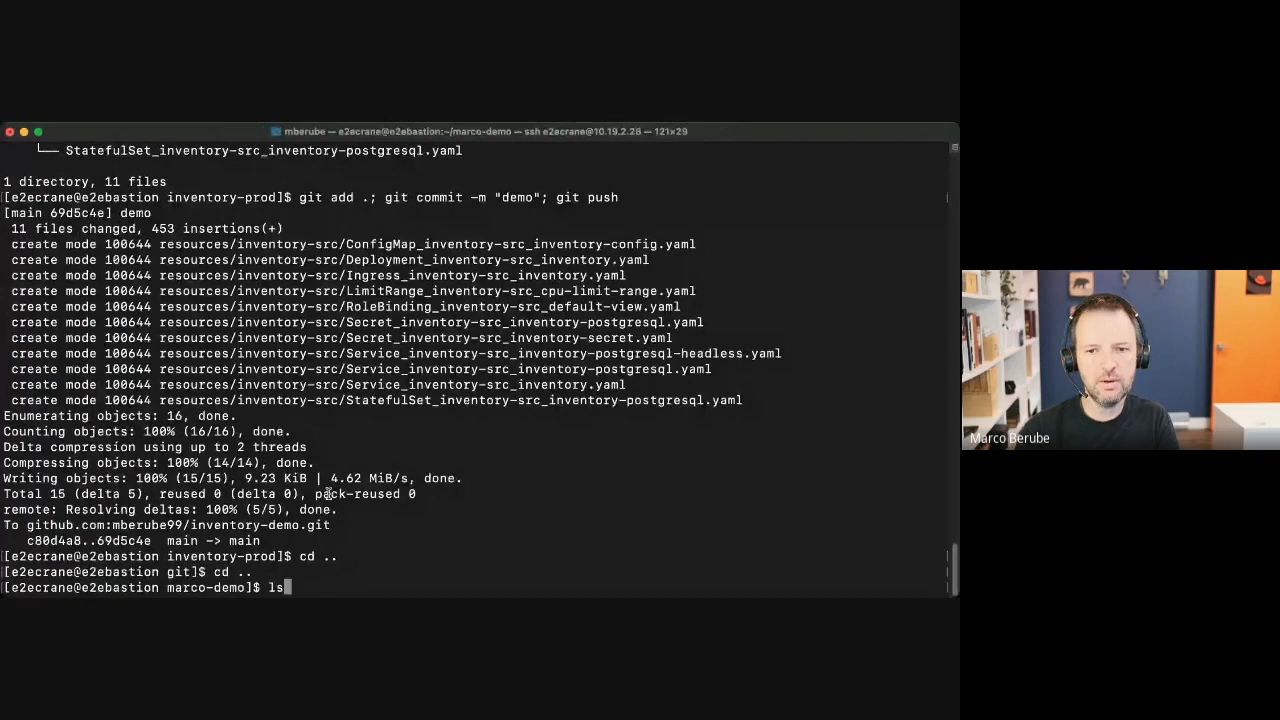 mberube — e2ecrane@e2ebastion:~/marco-demo — ssh e2ecrane@10.19.2.28 — 121×29
└── StatefulSet_inventory-src_inventory-postgresql.yaml
1 directory, 11 files
[e2ecrane@e2ebastion inventory-prod]$ git add .; git commit -m "demo"; git push
[main 69d5c4e] demo
11 files changed, 453 insertions(+)
create mode 100644 resources/inventory-src/ConfigMap_inventory-src_inventory-config.yaml
create mode 100644 resources/inventory-src/Deployment_inventory-src_inventory.yaml
create mode 100644 resources/inventory-src/Ingress_inventory-src_inventory.yaml
create mode 100644 resources/inventory-src/LimitRange_inventory-src_cpu-limit-range.yaml
create mode 100644 resources/inventory-src/RoleBinding_inventory-src_default-view.yaml
create mode 100644 resources/inventory-src/Secret_inventory-src_inventory-postgresql.yaml
create mode 100644 resources/inventory-src/Secret_inventory-src_inventory-secret.yaml
create mode 100644 resources/inventory-src/Service_inventory-src_inventory-postgresql-headless.yaml
create mode 100644 resources/inventory-src/Service_inventory-src_inventory-postgresql.yaml
create mode 100644 resources/inventory-src/Service_inventory-src_inventory.yaml
create mode 100644 resources/inventory-src/StatefulSet_inventory-src_inventory-postgresql.yaml
Enumerating objects: 16, done.
Counting objects: 100% (16/16), done.
Delta compression using up to 2 threads
Compressing objects: 100% (14/14), done.
Writing objects: 100% (15/15), 9.23 KiB | 4.62 MiB/s, done.
Total 15 (delta 5), reused 0 (delta 0), pack-reused 0
remote: Resolving deltas: 100% (5/5), done.
To github.com:mberube99/inventory-demo.git
c80d4a8..69d5c4e  main -> main
[e2ecrane@e2ebastion inventory-prod]$ cd ..
[e2ecrane@e2ebastion git]$ cd ..
[e2ecrane@e2ebastion marco-demo]$ ls
Marco Berube